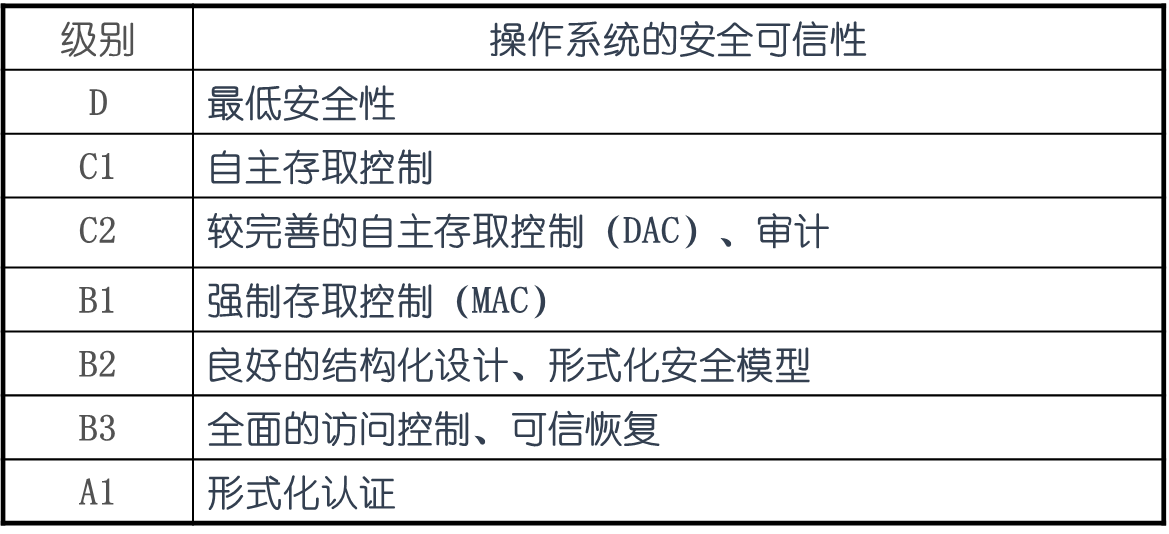 级别 操作系统的安全可信性
D 最低安全性
C1 自主存取控制
C2 较完善的自主存取控制（DAC）、审计
B1 强制存取控制（MAC）
B2 良好的结构化设计、形式化安全模型
B3 全面的访问控制、可信恢复
A1 形式化认证